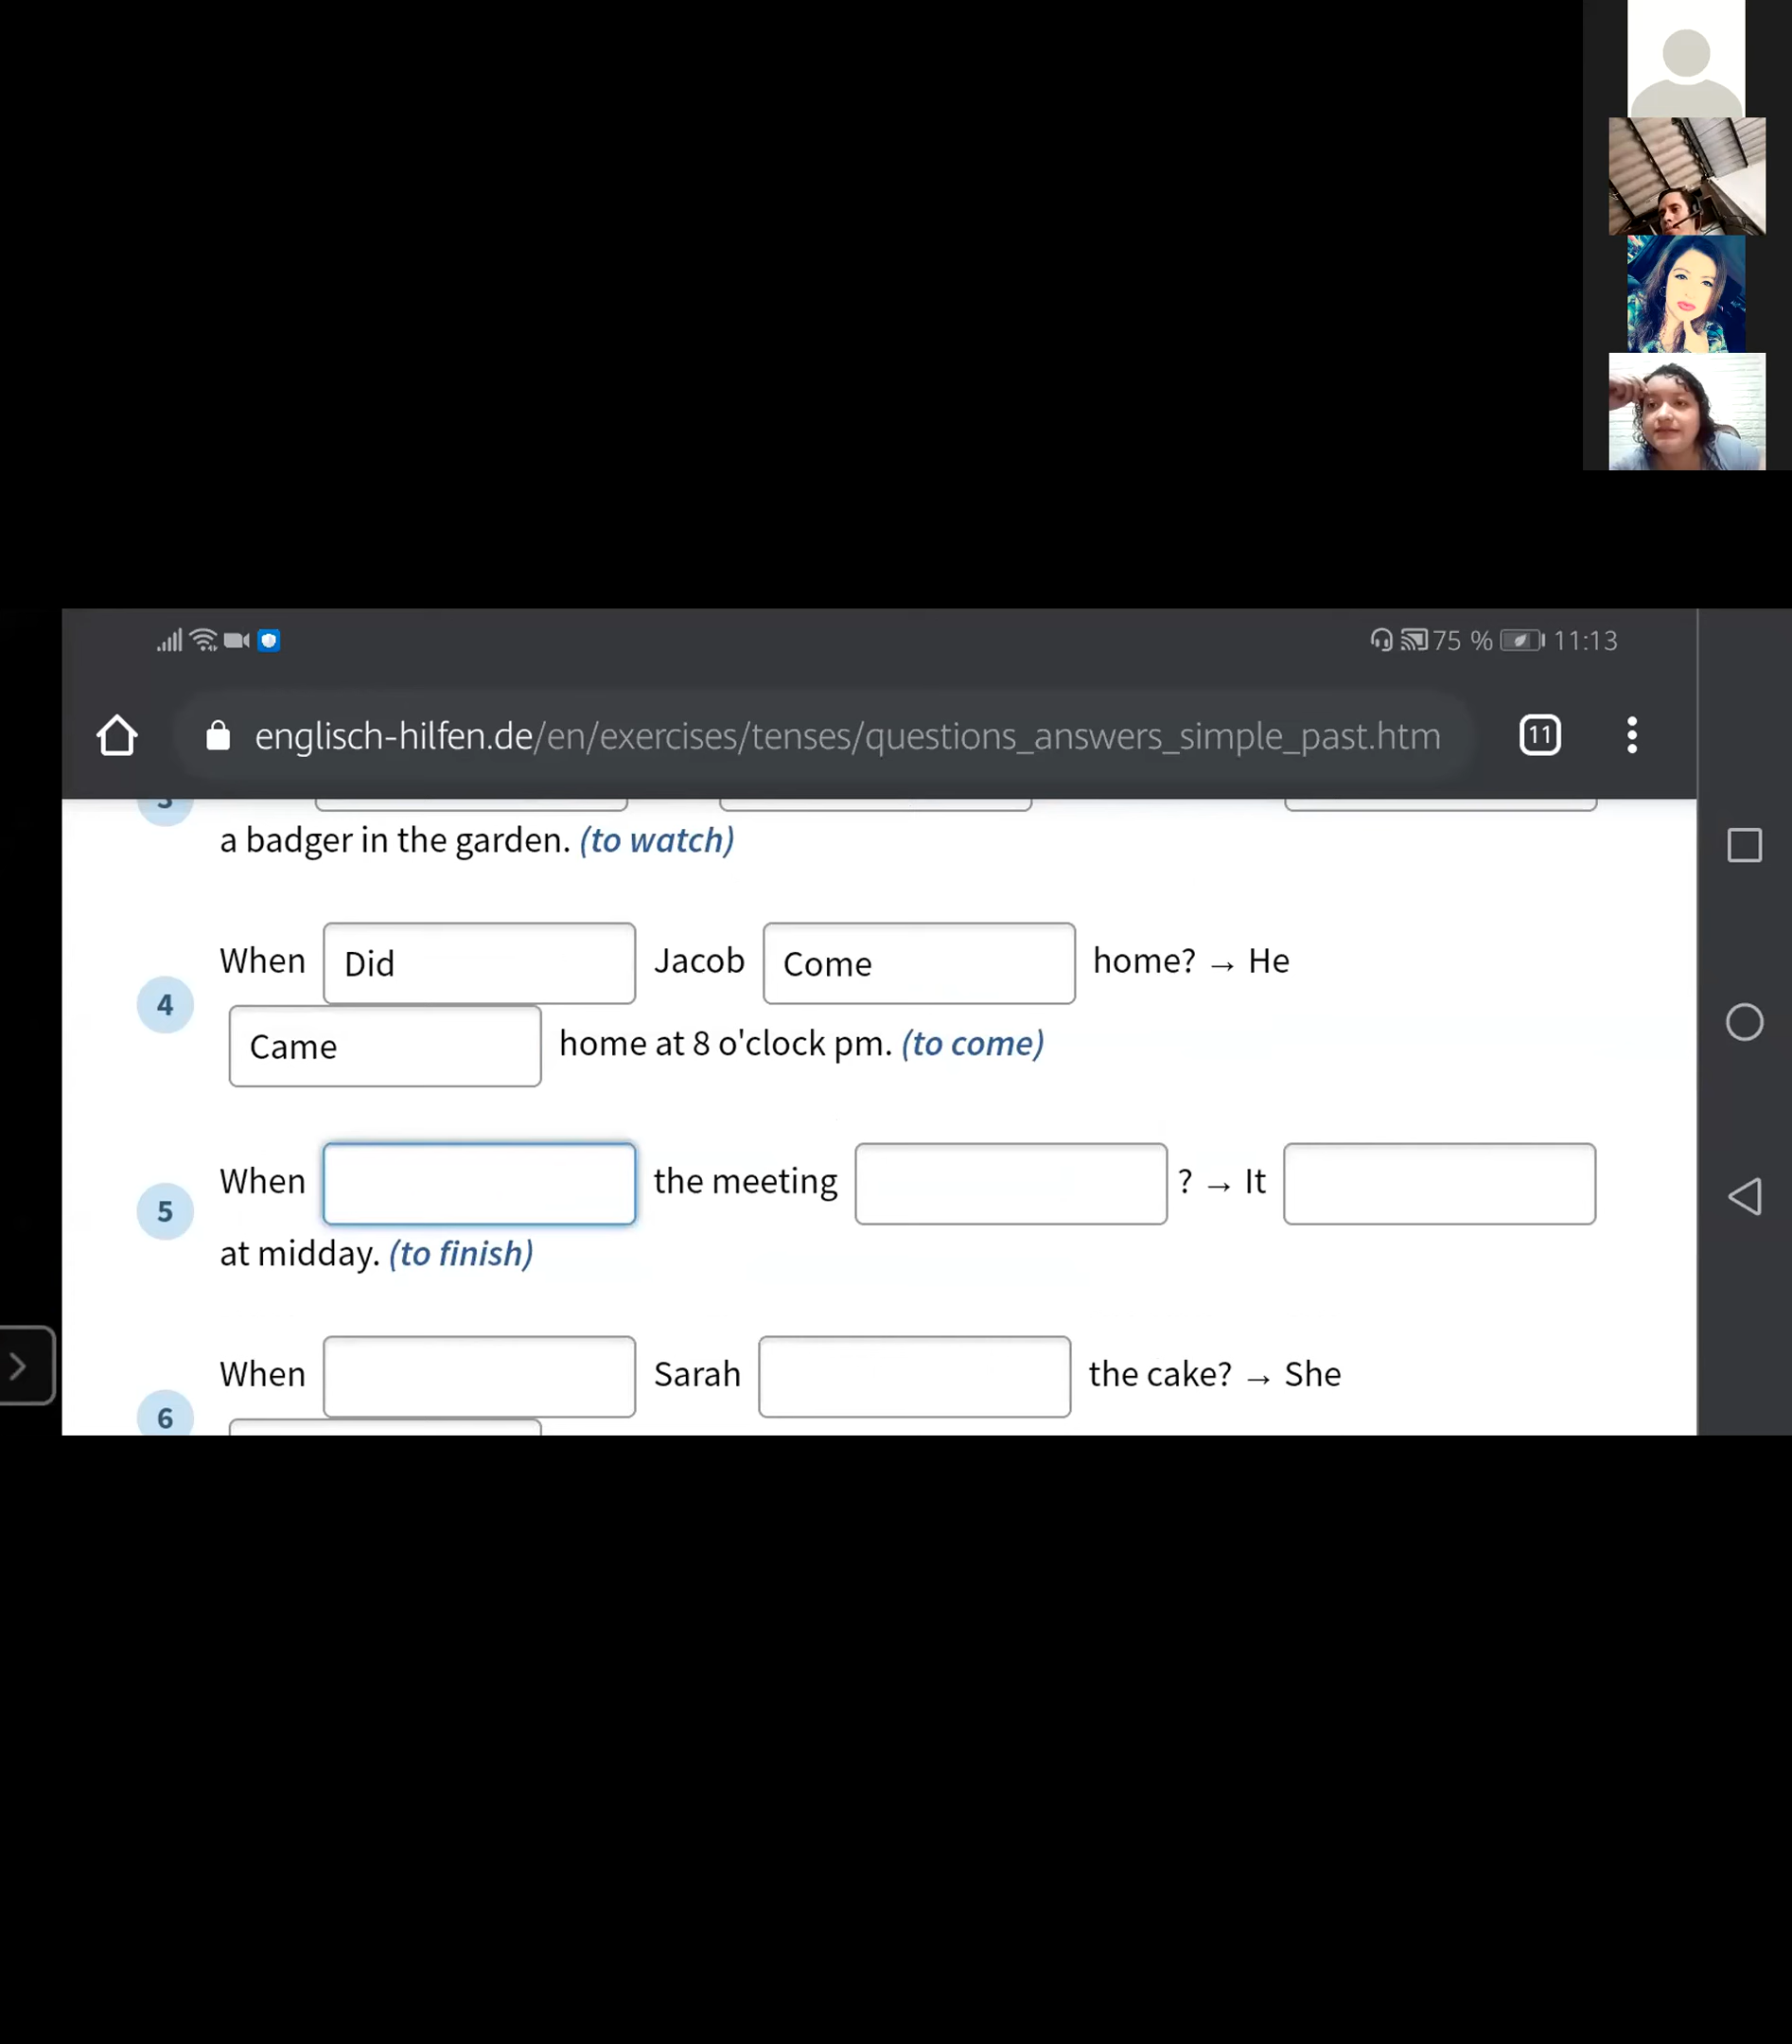 75 % 11:13
englisch-hilfen.de/en/exercises/tenses/questions_answers_simple_past.htm
11
a badger in the garden. (to watch)
4
When Did Jacob Come home? → He
Came home at 8 o'clock pm. (to come)
5
When the meeting ? → It
at midday. (to finish)
6
When Sarah the cake? → She